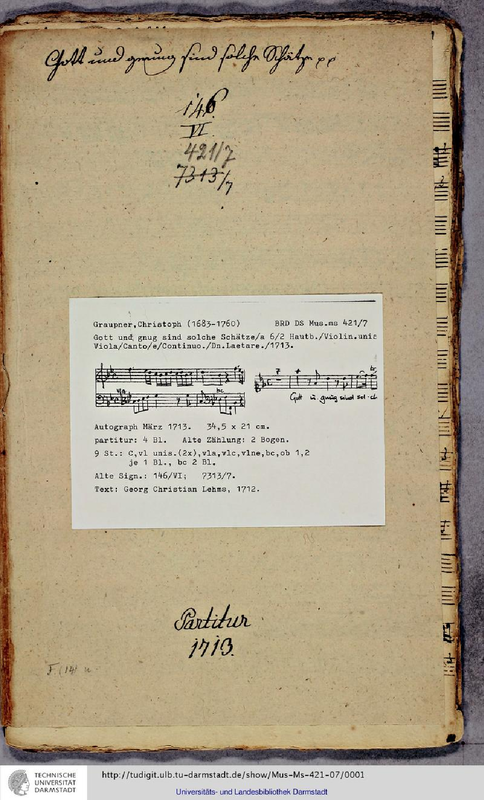 Gott und gnung sind solche Schätze
146.
VI
421/7
7313/7
Graupner,Christoph (1683-1760) BRD DS Mus.ms 421/7
Gott und gnug sind solche Schätze/a 6/2 Hautb./Violin.unis
Viola/Canto/e/Continuo./Dn.Laetare./1713.
vla bc
Gott u. gnung sind sol-ch
Autograph März 1713. 34,5 x 21 cm.
partitur: 4 Bl. Alte Zählung: 2 Bogen.
9 St.: C,vl unis.(2x),vla,vlc,vlne,bc,ob 1,2
je 1 Bl., bc 2 Bl.
Alte Sign.: 146/VI; 7313/7.
Text: Georg Christian Lehms, 1712.
Partitur
1713.
TECHNISCHE
UNIVERSITÄT
DARMSTADT
http://tudigit.ulb.tu-darmstadt.de/show/Mus-Ms-421-07/0001
Universitäts- und Landesbibliothek Darmstadt